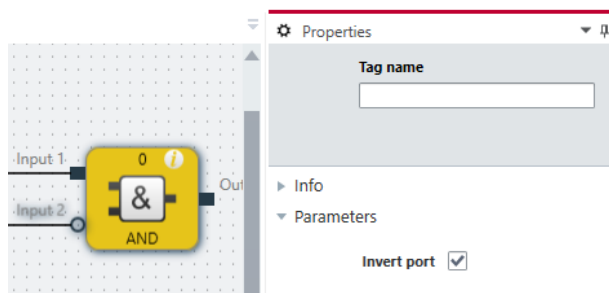 Input 1
Input 2
0
i
&
AND
Out
Properties
Tag name
Info
Parameters
Invert port